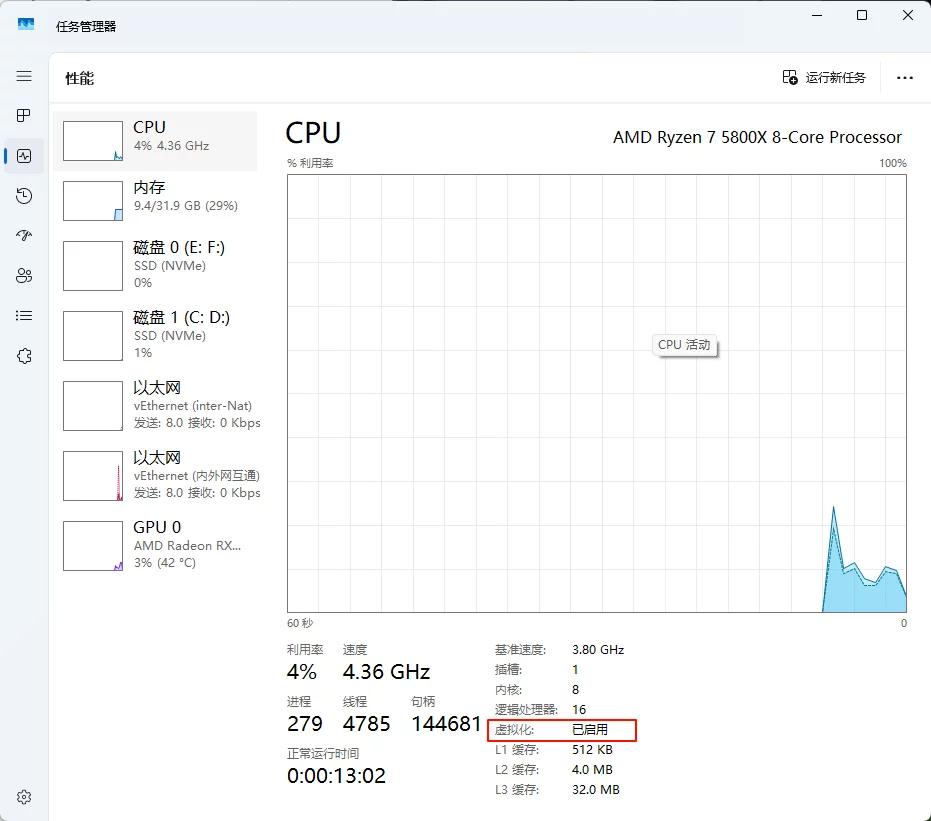 任务管理器
性能
运行新任务
CPU
4% 4.36 GHz
内存
9.4/31.9 GB (29%)
磁盘 0 (E: F:)
SSD (NVMe)
0%
磁盘 1 (C: D:)
SSD (NVMe)
1%
以太网
vEthernet (inter-Nat)
发送: 8.0 接收: 0 Kbps
以太网
vEthernet (内外网互通)
发送: 8.0 接收: 0 Kbps
GPU 0
AMD Radeon RX...
3% (42 °C)
CPU
AMD Ryzen 7 5800X 8-Core Processor
% 利用率
100%
CPU 活动
60 秒
0
利用率 速度
4% 4.36 GHz
进程 线程 句柄
279 4785 144681
正常运行时间
0:00:13:02
基准速度: 3.80 GHz
插槽: 1
内核: 8
逻辑处理器: 16
虚拟化: 已启用
L1 缓存: 512 KB
L2 缓存: 4.0 MB
L3 缓存: 32.0 MB